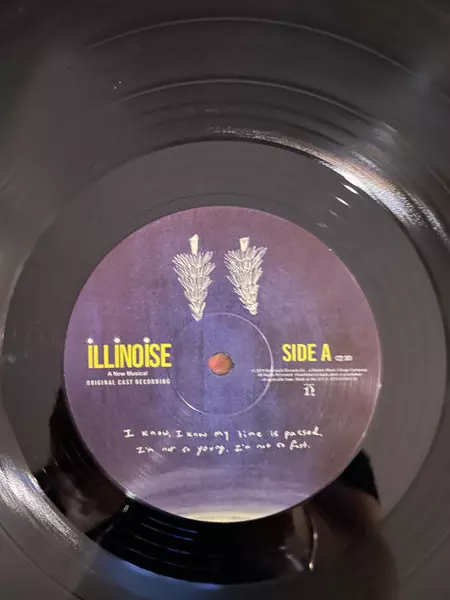 iLLiNOiSE
A New Musical
ORIGINAL CAST RECORDING
SIDE A
I know, I know my time is passed,
I'm not so young, I'm not so fast.